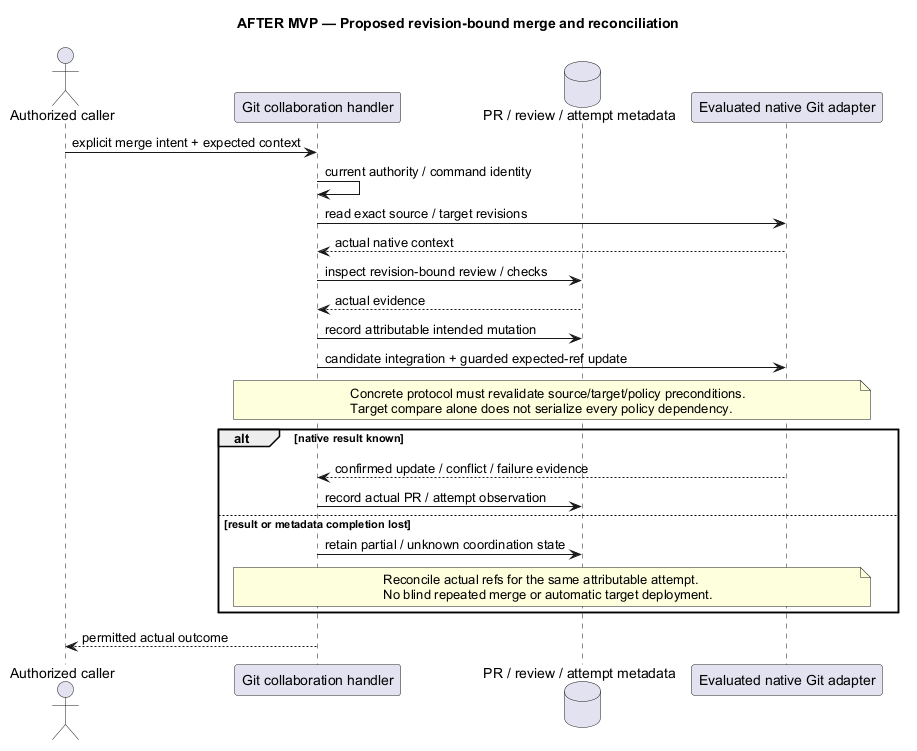 AFTER MVP — Proposed revision-bound merge and reconciliation
Authorized caller
Git collaboration handler
PR / review / attempt metadata
Evaluated native Git adapter
explicit merge intent + expected context
current authority / command identity
read exact source / target revisions
actual native context
inspect revision-bound review / checks
actual evidence
record attributable intended mutation
candidate integration + guarded expected-ref update
Concrete protocol must revalidate source/target/policy preconditions.
Target compare alone does not serialize every policy dependency.
alt
[native result known]
confirmed update / conflict / failure evidence
record actual PR / attempt observation
[result or metadata completion lost]
retain partial / unknown coordination state
Reconcile actual refs for the same attributable attempt.
No blind repeated merge or automatic target deployment.
permitted actual outcome
Authorized caller
Git collaboration handler
PR / review / attempt metadata
Evaluated native Git adapter